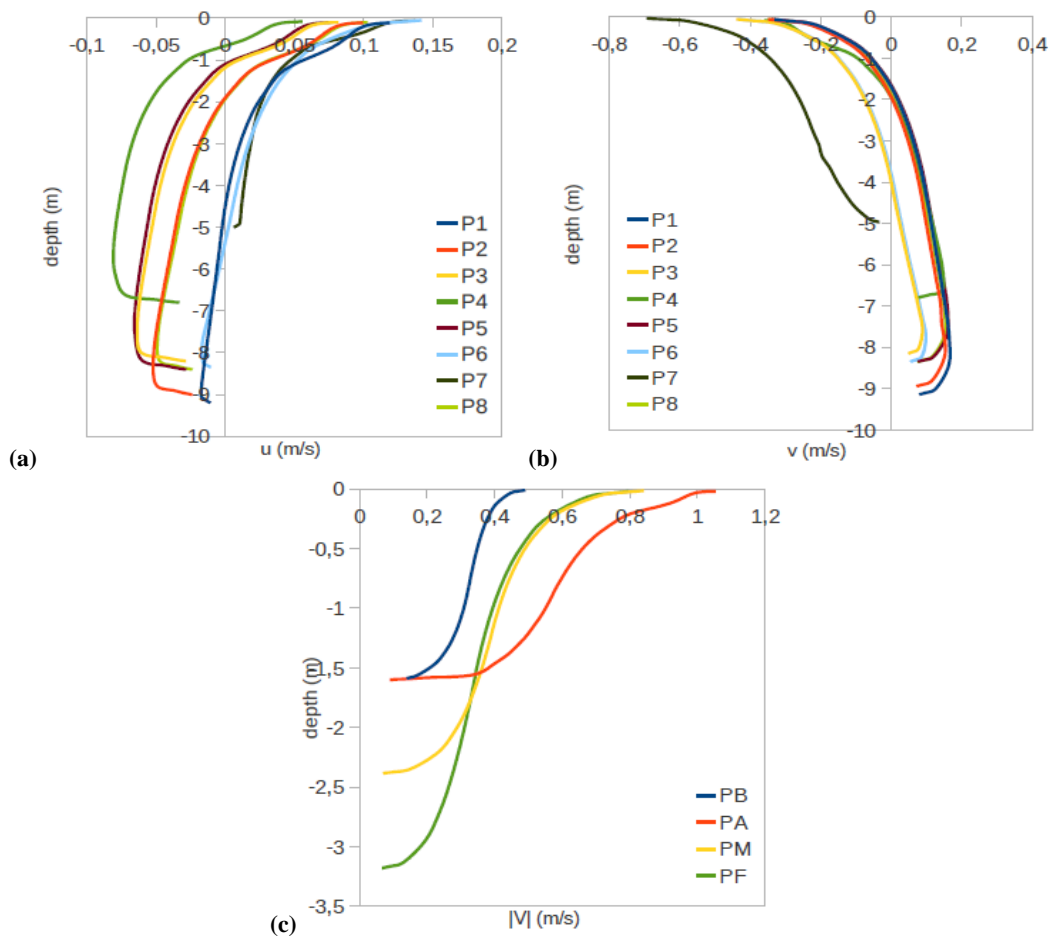 0
-0,1 -0,05 0,05 0,1 0,15 0,2
-1
-2
-3
-4
-5
-6
-7
-8
-9
-10
depth (m)
u (m/s)
P1
P2
P3
P4
P5
P6
P7
P8
(a)
0
-0,8 -0,6 -0,4 -0,2 0 0,2 0,4
-1
-2
-3
-4
-5
-6
-7
-8
-9
-10
depth (m)
v (m/s)
P1
P2
P3
P4
P5
P6
P7
P8
(b)
0
0 0,2 0,4 0,6 0,8 1 1,2
-0,5
-1
-1,5
-2
-2,5
-3
-3,5
depth (m)
|V| (m/s)
PB
PA
PM
PF
(c)